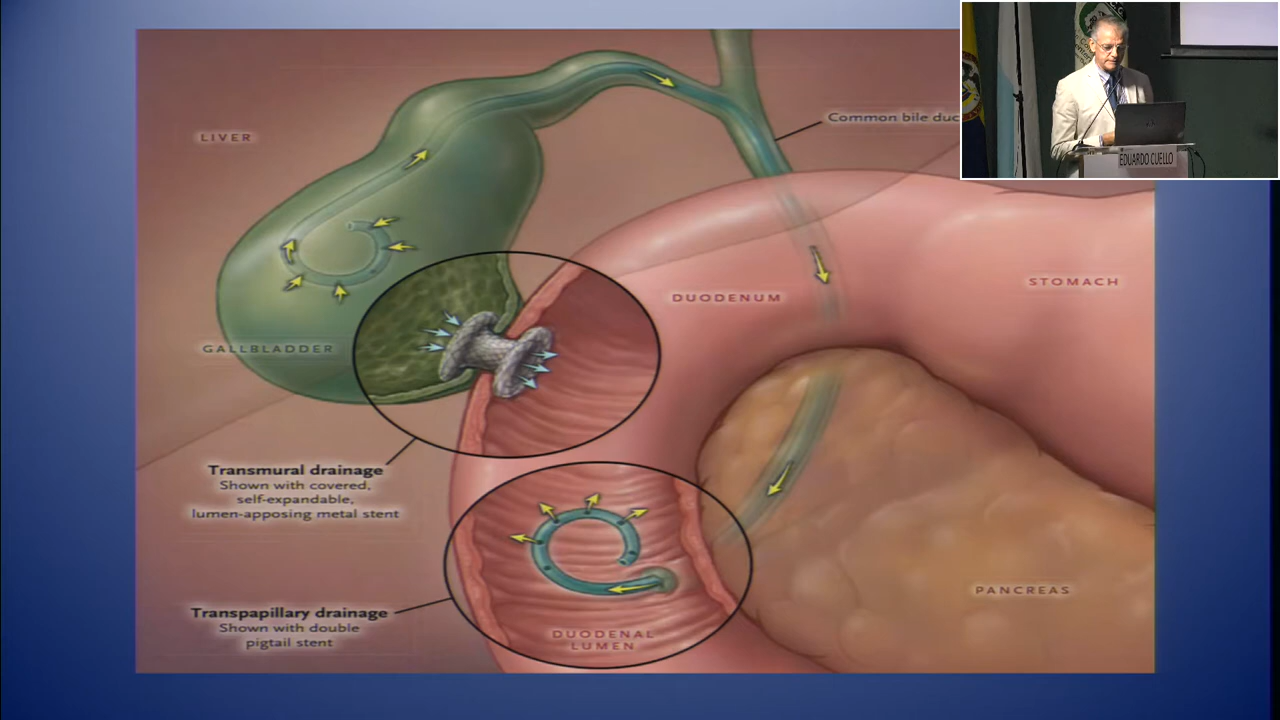 LIVER
Common bile duc
EDUARDO CUELLO
DUODENUM
STOMACH
GALLBLADDER
Transmural drainage
Shown with covered,
self-expandable,
lumen-apposing metal stent
PANCREAS
Transpapillary drainage
Shown with double
pigtail stent
DUODENAL
LUMEN